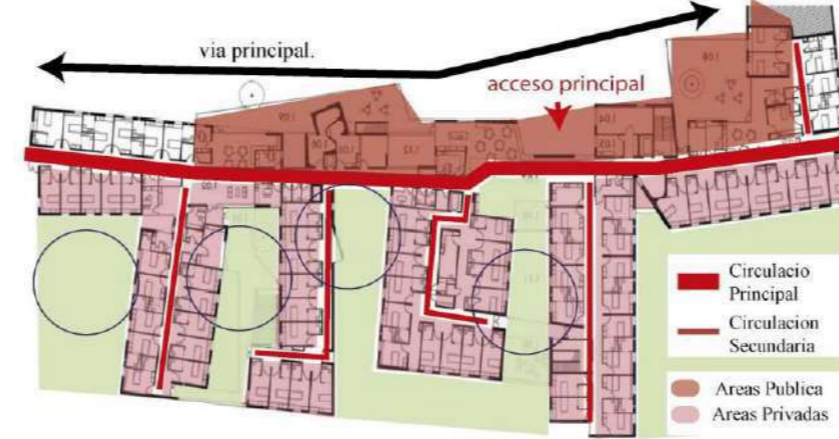 via principal.
acceso principal
Circulacio
Principal
Circulacion
Secundaria
Areas Publica
Areas Privadas